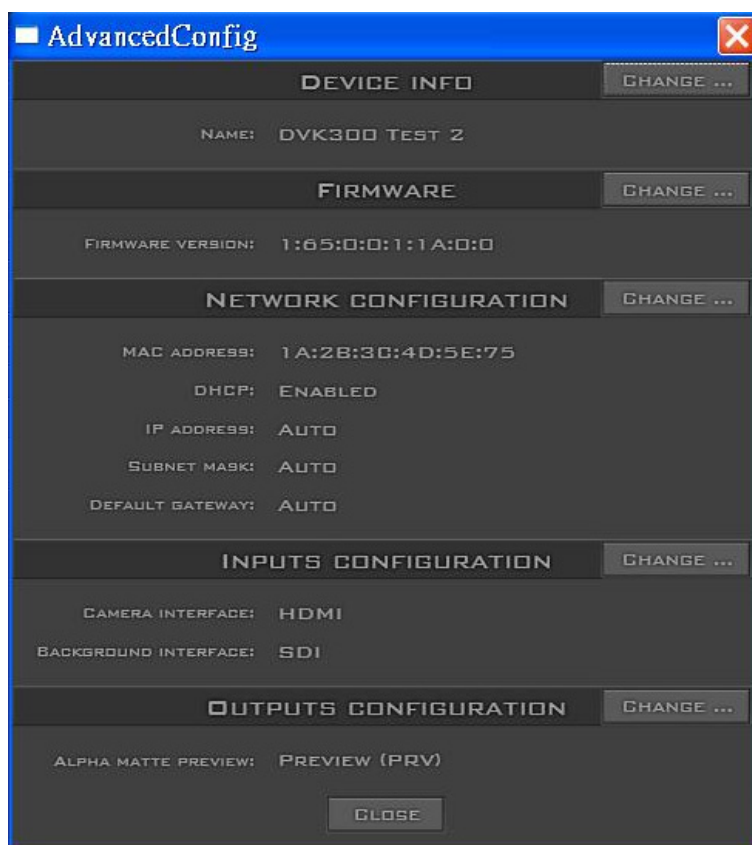 AdvancedConfig
DEVICE INFO CHANGE ...
NAME: DVK300 TEST 2
FIRMWARE CHANGE ...
FIRMWARE VERSION: 1:65:0:0:1:1A:0:0
NETWORK CONFIGURATION CHANGE ...
MAC ADDRESS: 1A:2B:3C:4D:5E:75
DHCP: ENABLED
IP ADDRESS: AUTO
SUBNET MASK: AUTO
DEFAULT GATEWAY: AUTO
INPUTS CONFIGURATION CHANGE ...
CAMERA INTERFACE: HDMI
BACKGROUND INTERFACE: SDI
OUTPUTS CONFIGURATION CHANGE ...
ALPHA MATTE PREVIEW: PREVIEW (PRV)
CLOSE